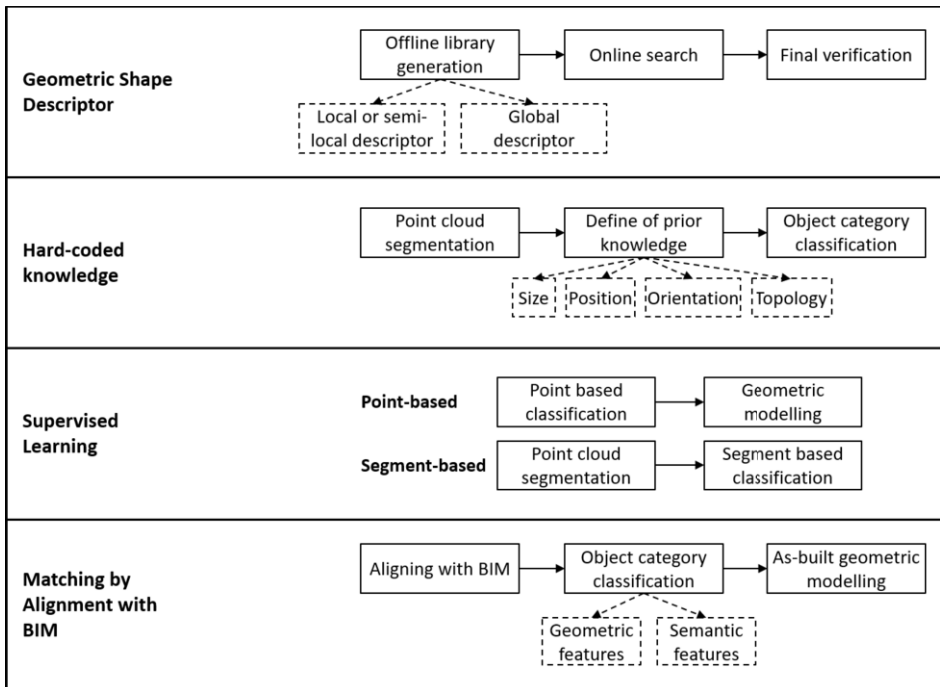 Geometric Shape
Descriptor
Offline library
generation
Online search
Final verification
Local or semi-
local descriptor
Global
descriptor
Hard-coded
knowledge
Point cloud
segmentation
Define of prior
knowledge
Object category
classification
Size
Position
Orientation
Topology
Supervised
Learning
Point-based
Point based
classification
Geometric
modelling
Segment-based
Point cloud
segmentation
Segment based
classification
Matching by
Alignment with
BIM
Aligning with BIM
Object category
classification
As-built geometric
modelling
Geometric
features
Semantic
features